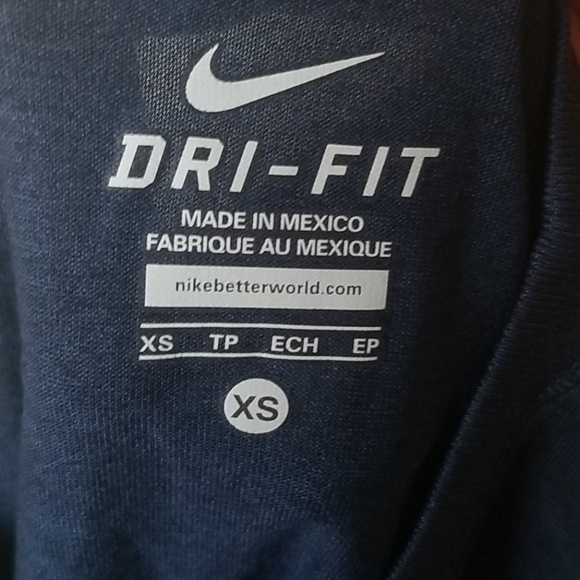 DRI-FIT
MADE IN MEXICO
FABRIQUE AU MEXIQUE
nikebetterworld.com
XS TP ECH EP
XS